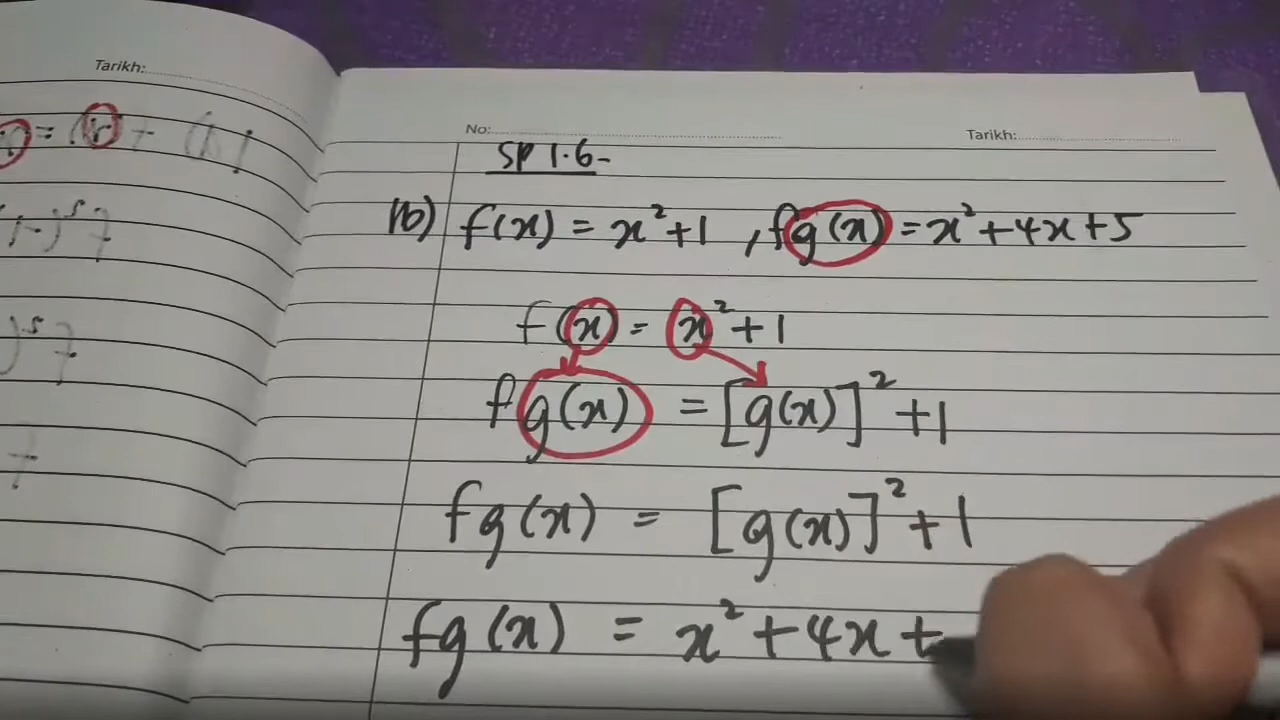 Tarikh:
No: Tarikh:
SP 1.6-
1b) f(x) = x²+1 , fg(x) = x²+4x+5
f(x) = x²+1
fg(x) = [g(x)]²+1
fg(x) = [g(x)]²+1
fg(x) = x²+4x+